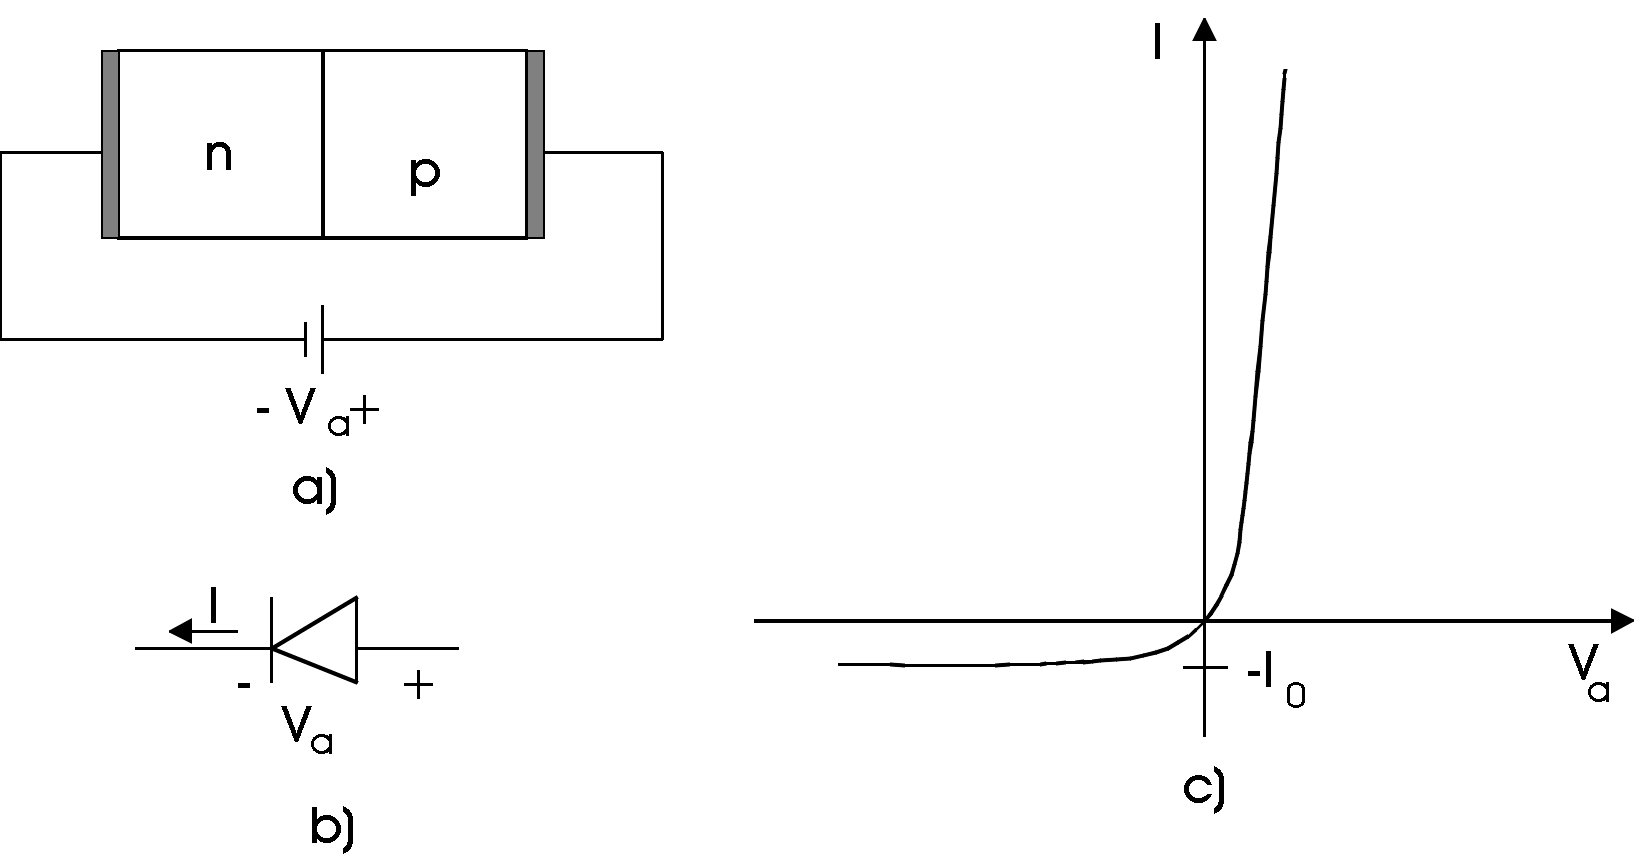 n
p
- Va+
a)
I
-
+
Va
b)
I
-I0
Va
c)